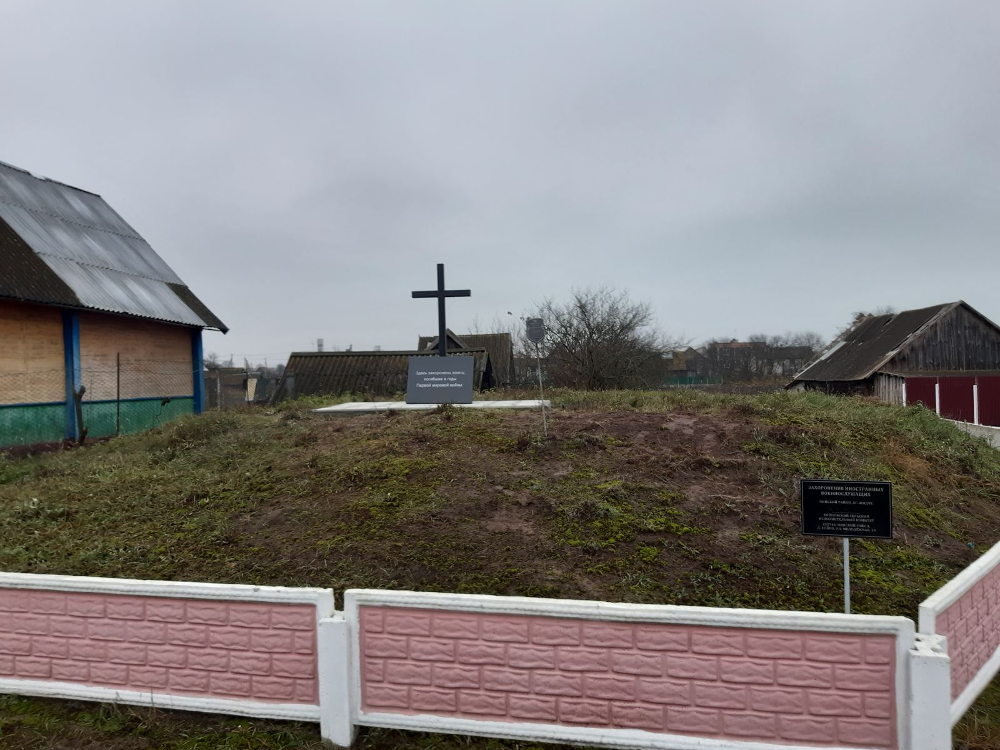 Здесь захоронены воины,
погибшие в годы
Первой мировой войны.
ЗАХОРОНЕНИЕ ИНОСТРАННЫХ
ВОЕННОСЛУЖАЩИХ
ПИНСКИЙ РАЙОН, АГ. ЖИДЧЕ
ХОЙНОВСКИЙ СЕЛЬСКИЙ
ИСПОЛНИТЕЛЬНЫЙ КОМИТЕТ
225746, ПИНСКИЙ РАЙОН,
Д. ХОЙНО, УЛ. МОЛОДЁЖНАЯ, 20